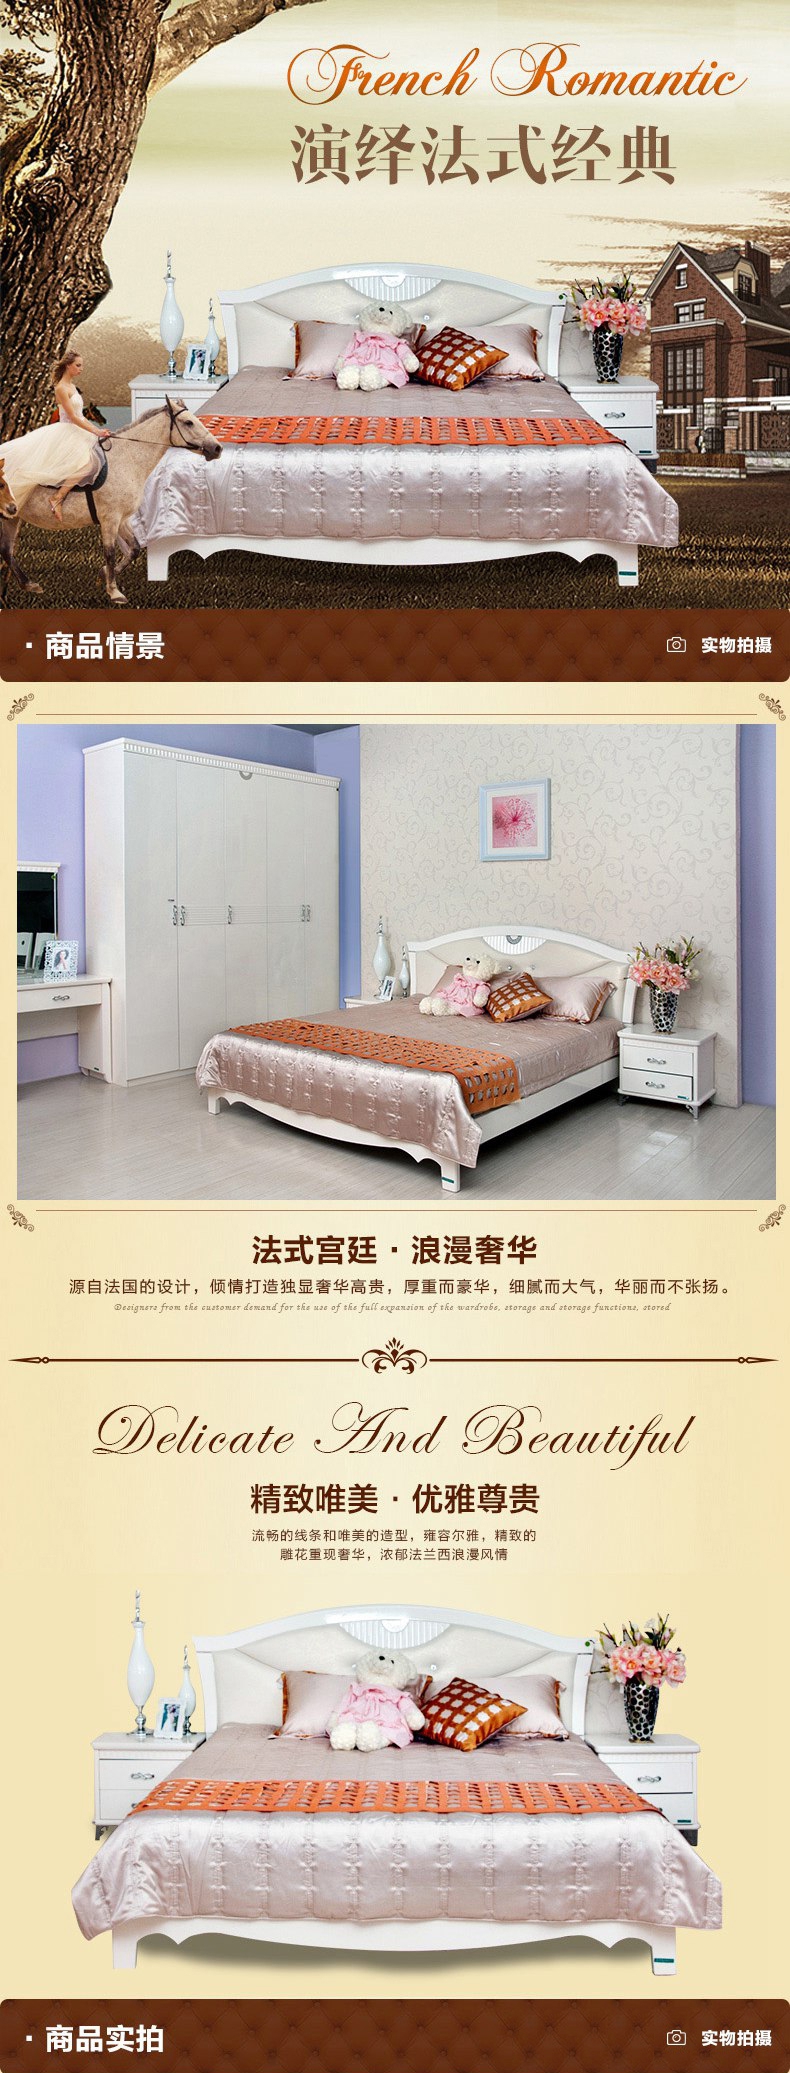 French Romantic
演绎法式经典
· 商品情景
实物拍摄
法式宫廷 · 浪漫奢华
源自法国的设计，倾情打造独显奢华高贵，厚重而豪华，细腻而大气，华丽而不张扬。
Designers from the customer demand for the use of the full expansion of the wardrobe, storage and storage functions, stored
Delicate And Beautiful
精致唯美 · 优雅尊贵
流畅的线条和唯美的造型，雍容尔雅，精致的
雕花重现奢华，浓郁法兰西浪漫风情
· 商品实拍
实物拍摄